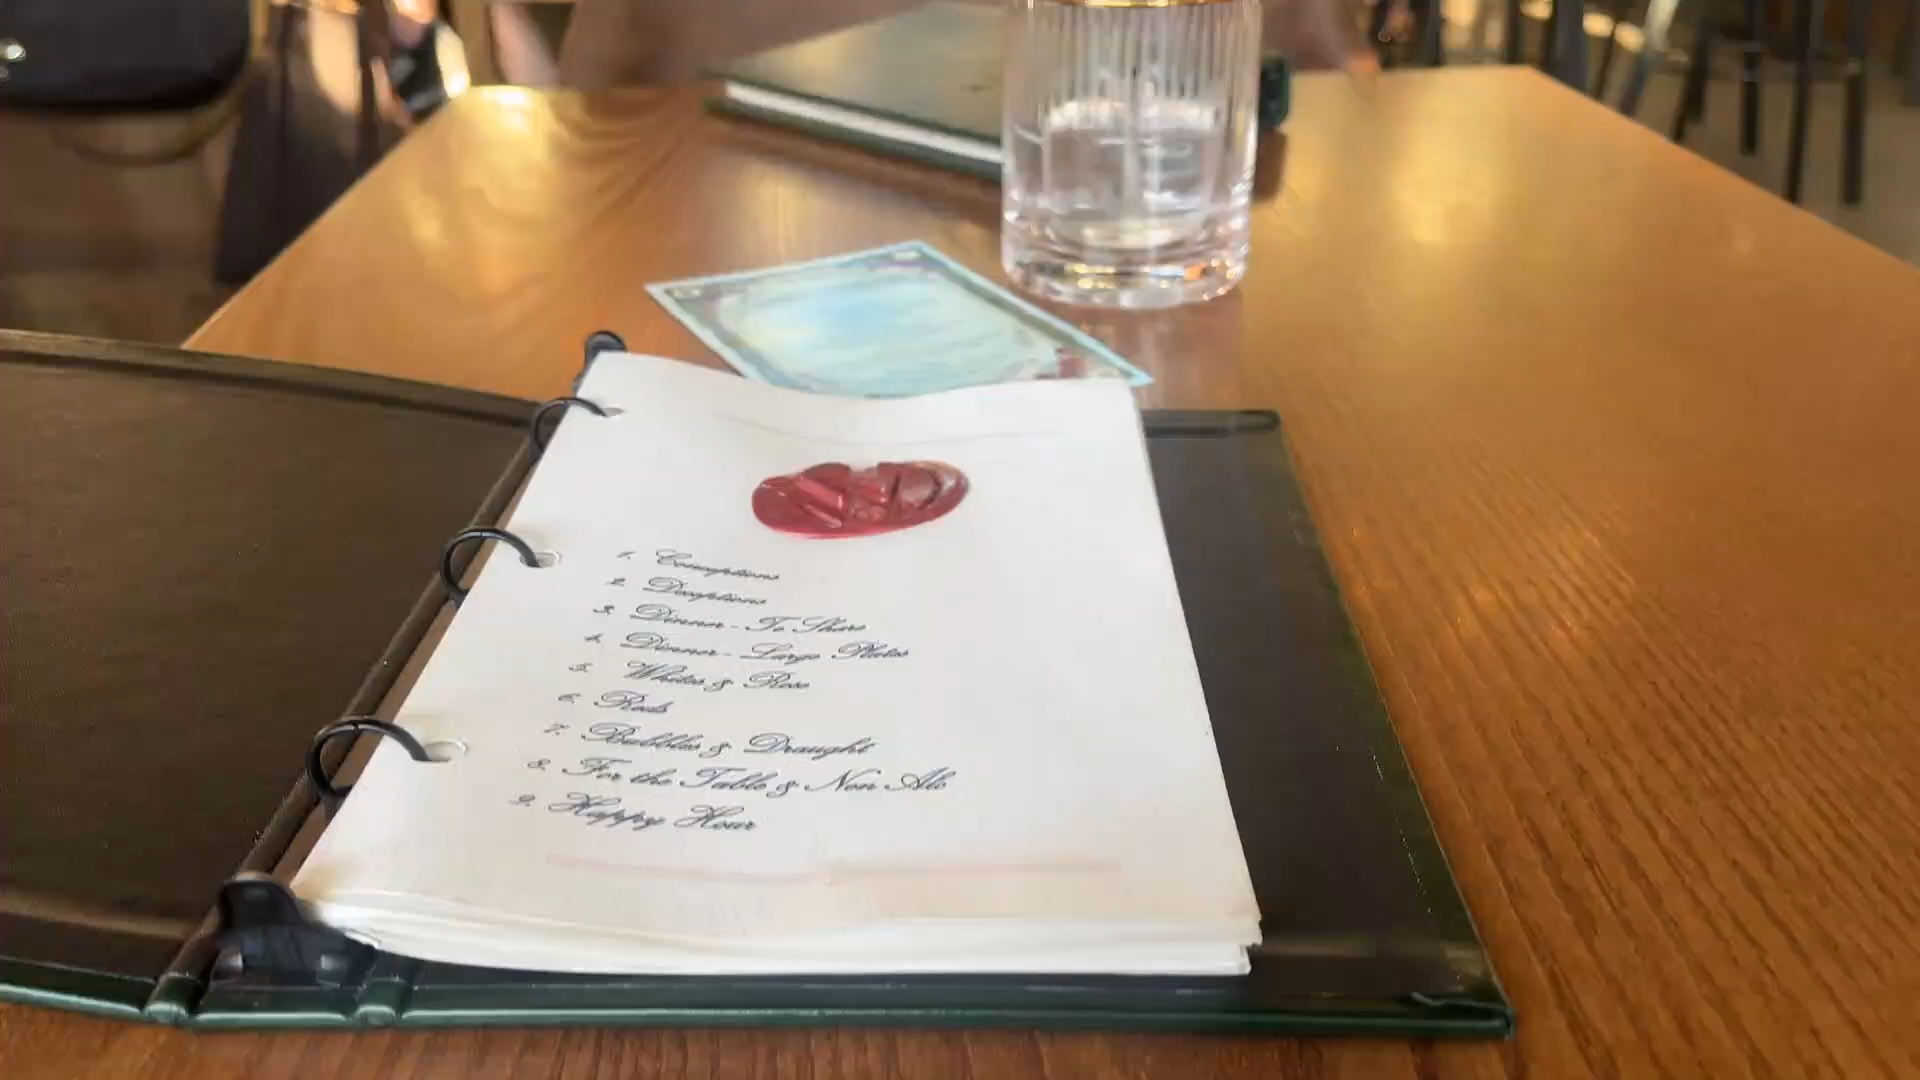 1. Conceptions
2. Deceptions
3. Dinner - To Share
4. Dinner - Large Plates
5. Whites & Rose
6. Reds
7. Bubbles & Draught
8. For the Table & Non Alc
9. Happy Hour